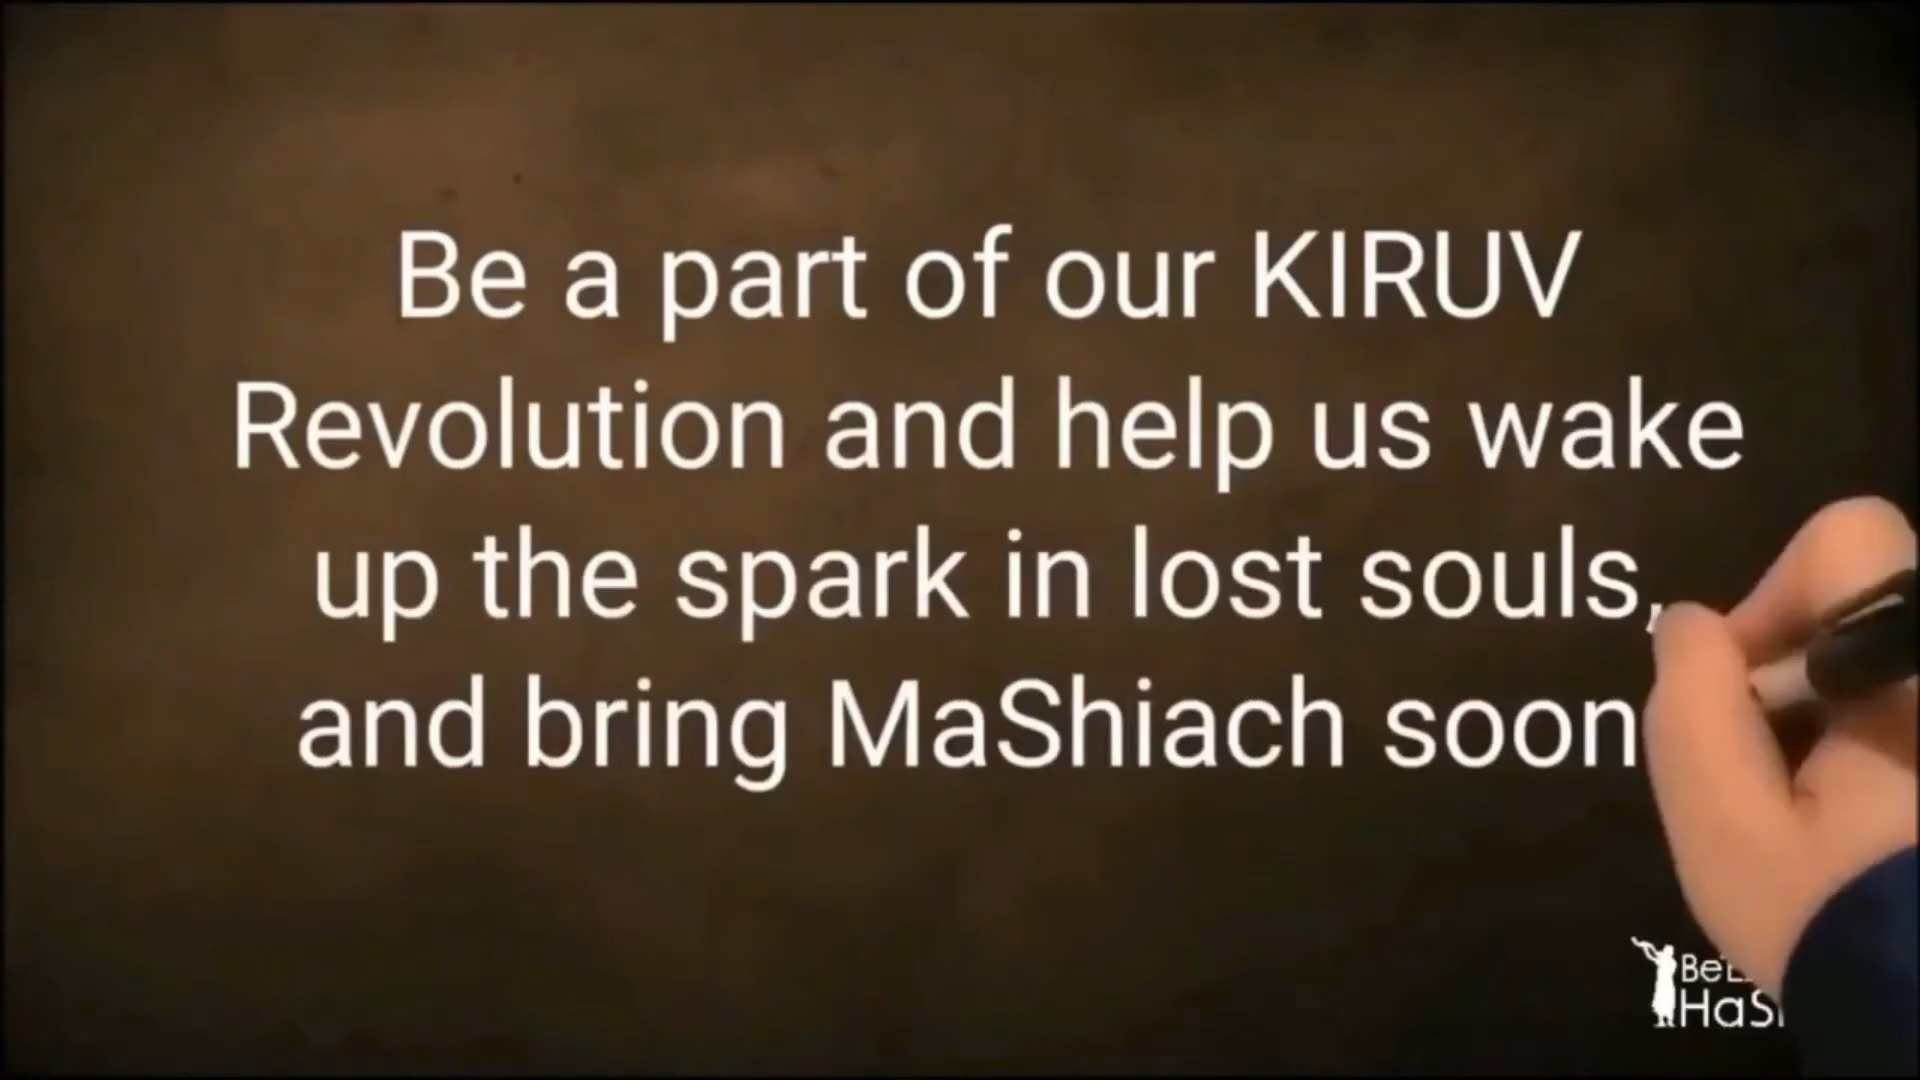 Be a part of our KIRUV
Revolution and help us wake
up the spark in lost souls,
and bring MaShiach soon